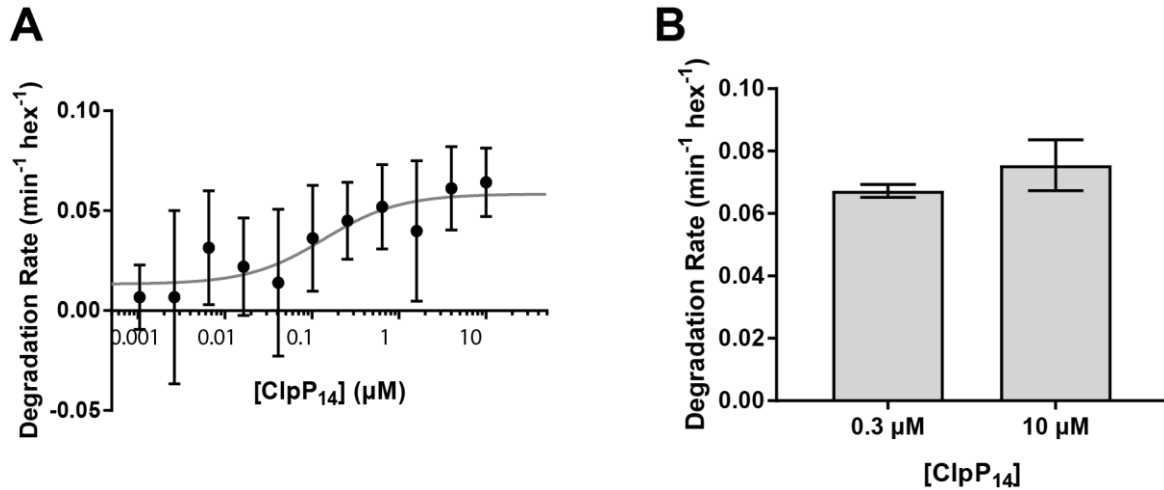 A
Degradation Rate (min⁻¹ hex⁻¹)
0.10
0.05
0.00
-0.05
0.001
0.01
0.1
1
10
[ClpP₁₄] (µM)
B
Degradation Rate (min⁻¹ hex⁻¹)
0.10
0.08
0.06
0.04
0.02
0.00
0.3 µM
10 µM
[ClpP₁₄]